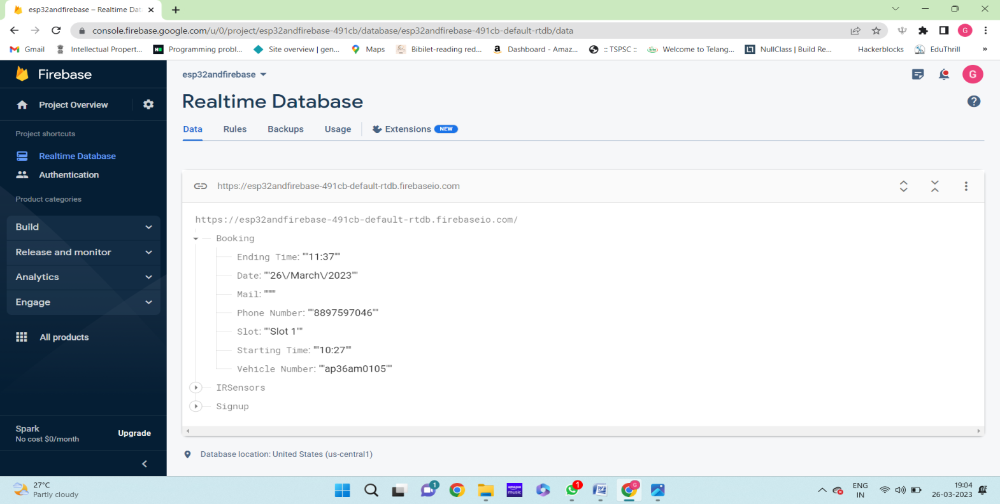 esp32andfirebase – Realtime Dat
console.firebase.google.com/u/0/project/esp32andfirebase-491cb/database/esp32andfirebase-491cb-default-rtdb/data
G
Gmail
Intellectual Propert...
Programming probl...
Site overview | gen...
Maps
Bibilet-reading red...
Dashboard - Amaz...
:: TSPSC ::
Welcome to Telang...
NullClass | Build Re...
Hackerblocks
EduThrill
»
Firebase
esp32andfirebase
G
Project Overview
Realtime Database
Project shortcuts
Data
Rules
Backups
Usage
Extensions NEW
Realtime Database
Authentication
Product categories
https://esp32andfirebase-491cb-default-rtdb.firebaseio.com
Build
Release and monitor
Analytics
Engage
All products
https://esp32andfirebase-491cb-default-rtdb.firebaseio.com/
Booking
Ending Time: ""11:37""
Date: ""26\/March\/2023""
Mail: """"
Phone Number: ""8897597046""
Slot: ""Slot 1""
Starting Time: ""10:27""
Vehicle Number: ""ap36am0105""
IRSensors
Signup
Spark
No cost $0/month
Upgrade
Database location: United States (us-central1)
27°C
Partly cloudy
1
amazon music
1
G
ENG
IN
19:04
26-03-2023